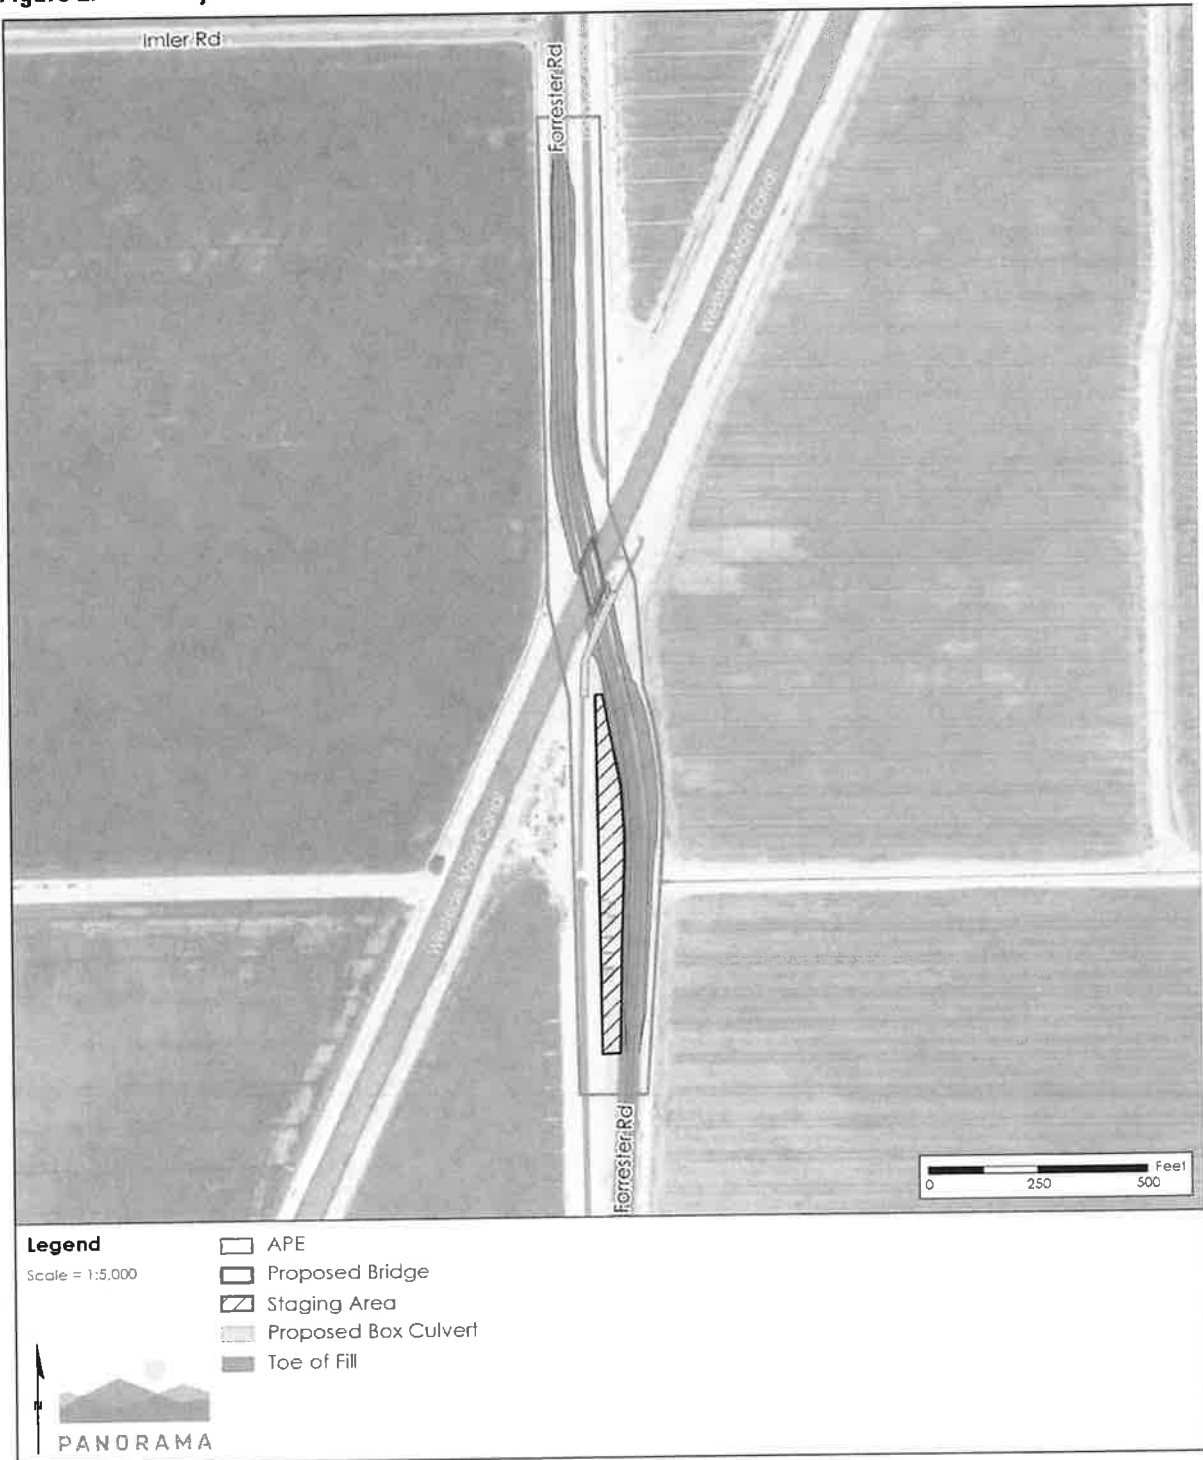 Imler Rd
Forrester Rd
Westside Main Canal
Westside Main Canal
Forrester Rd
Feet
0 250 500
Legend
Scale = 1:5,000
APE
Proposed Bridge
Staging Area
Proposed Box Culvert
Toe of Fill
N
PANORAMA